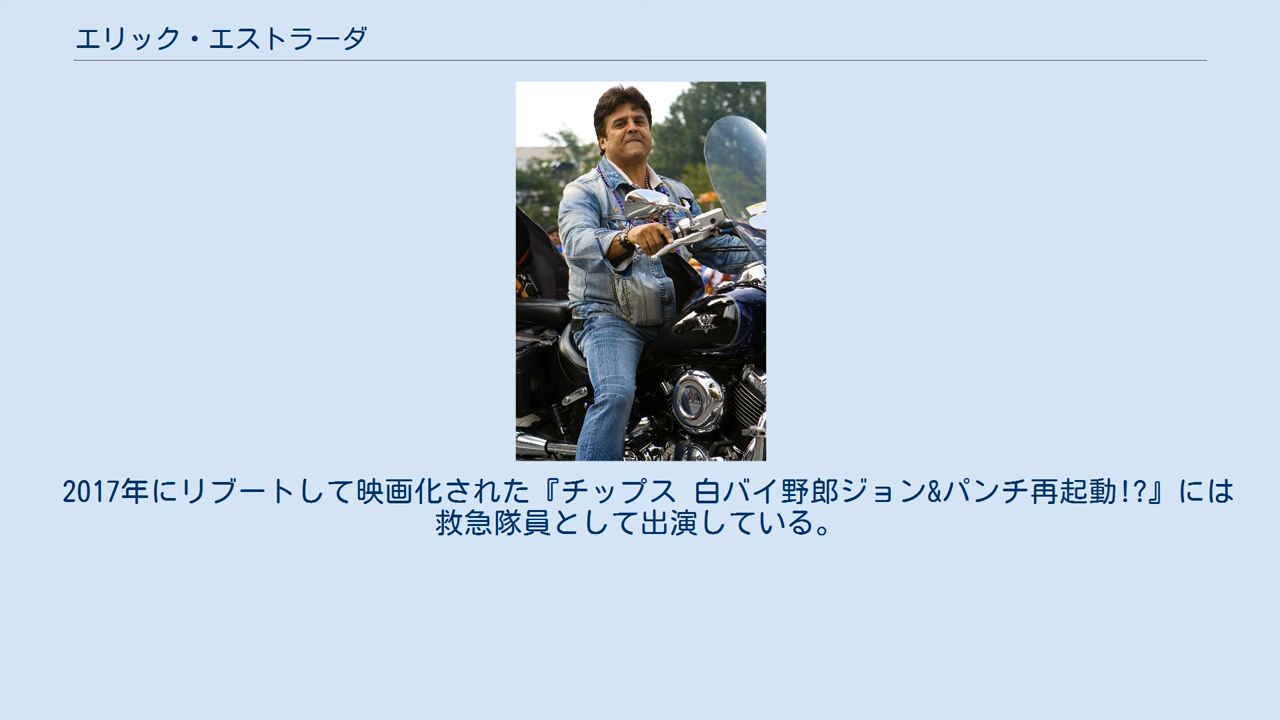 エリック・エストラーダ
2017年にリブートして映画化された『チップス 白バイ野郎ジョン&パンチ再起動!?』には
救急隊員として出演している。